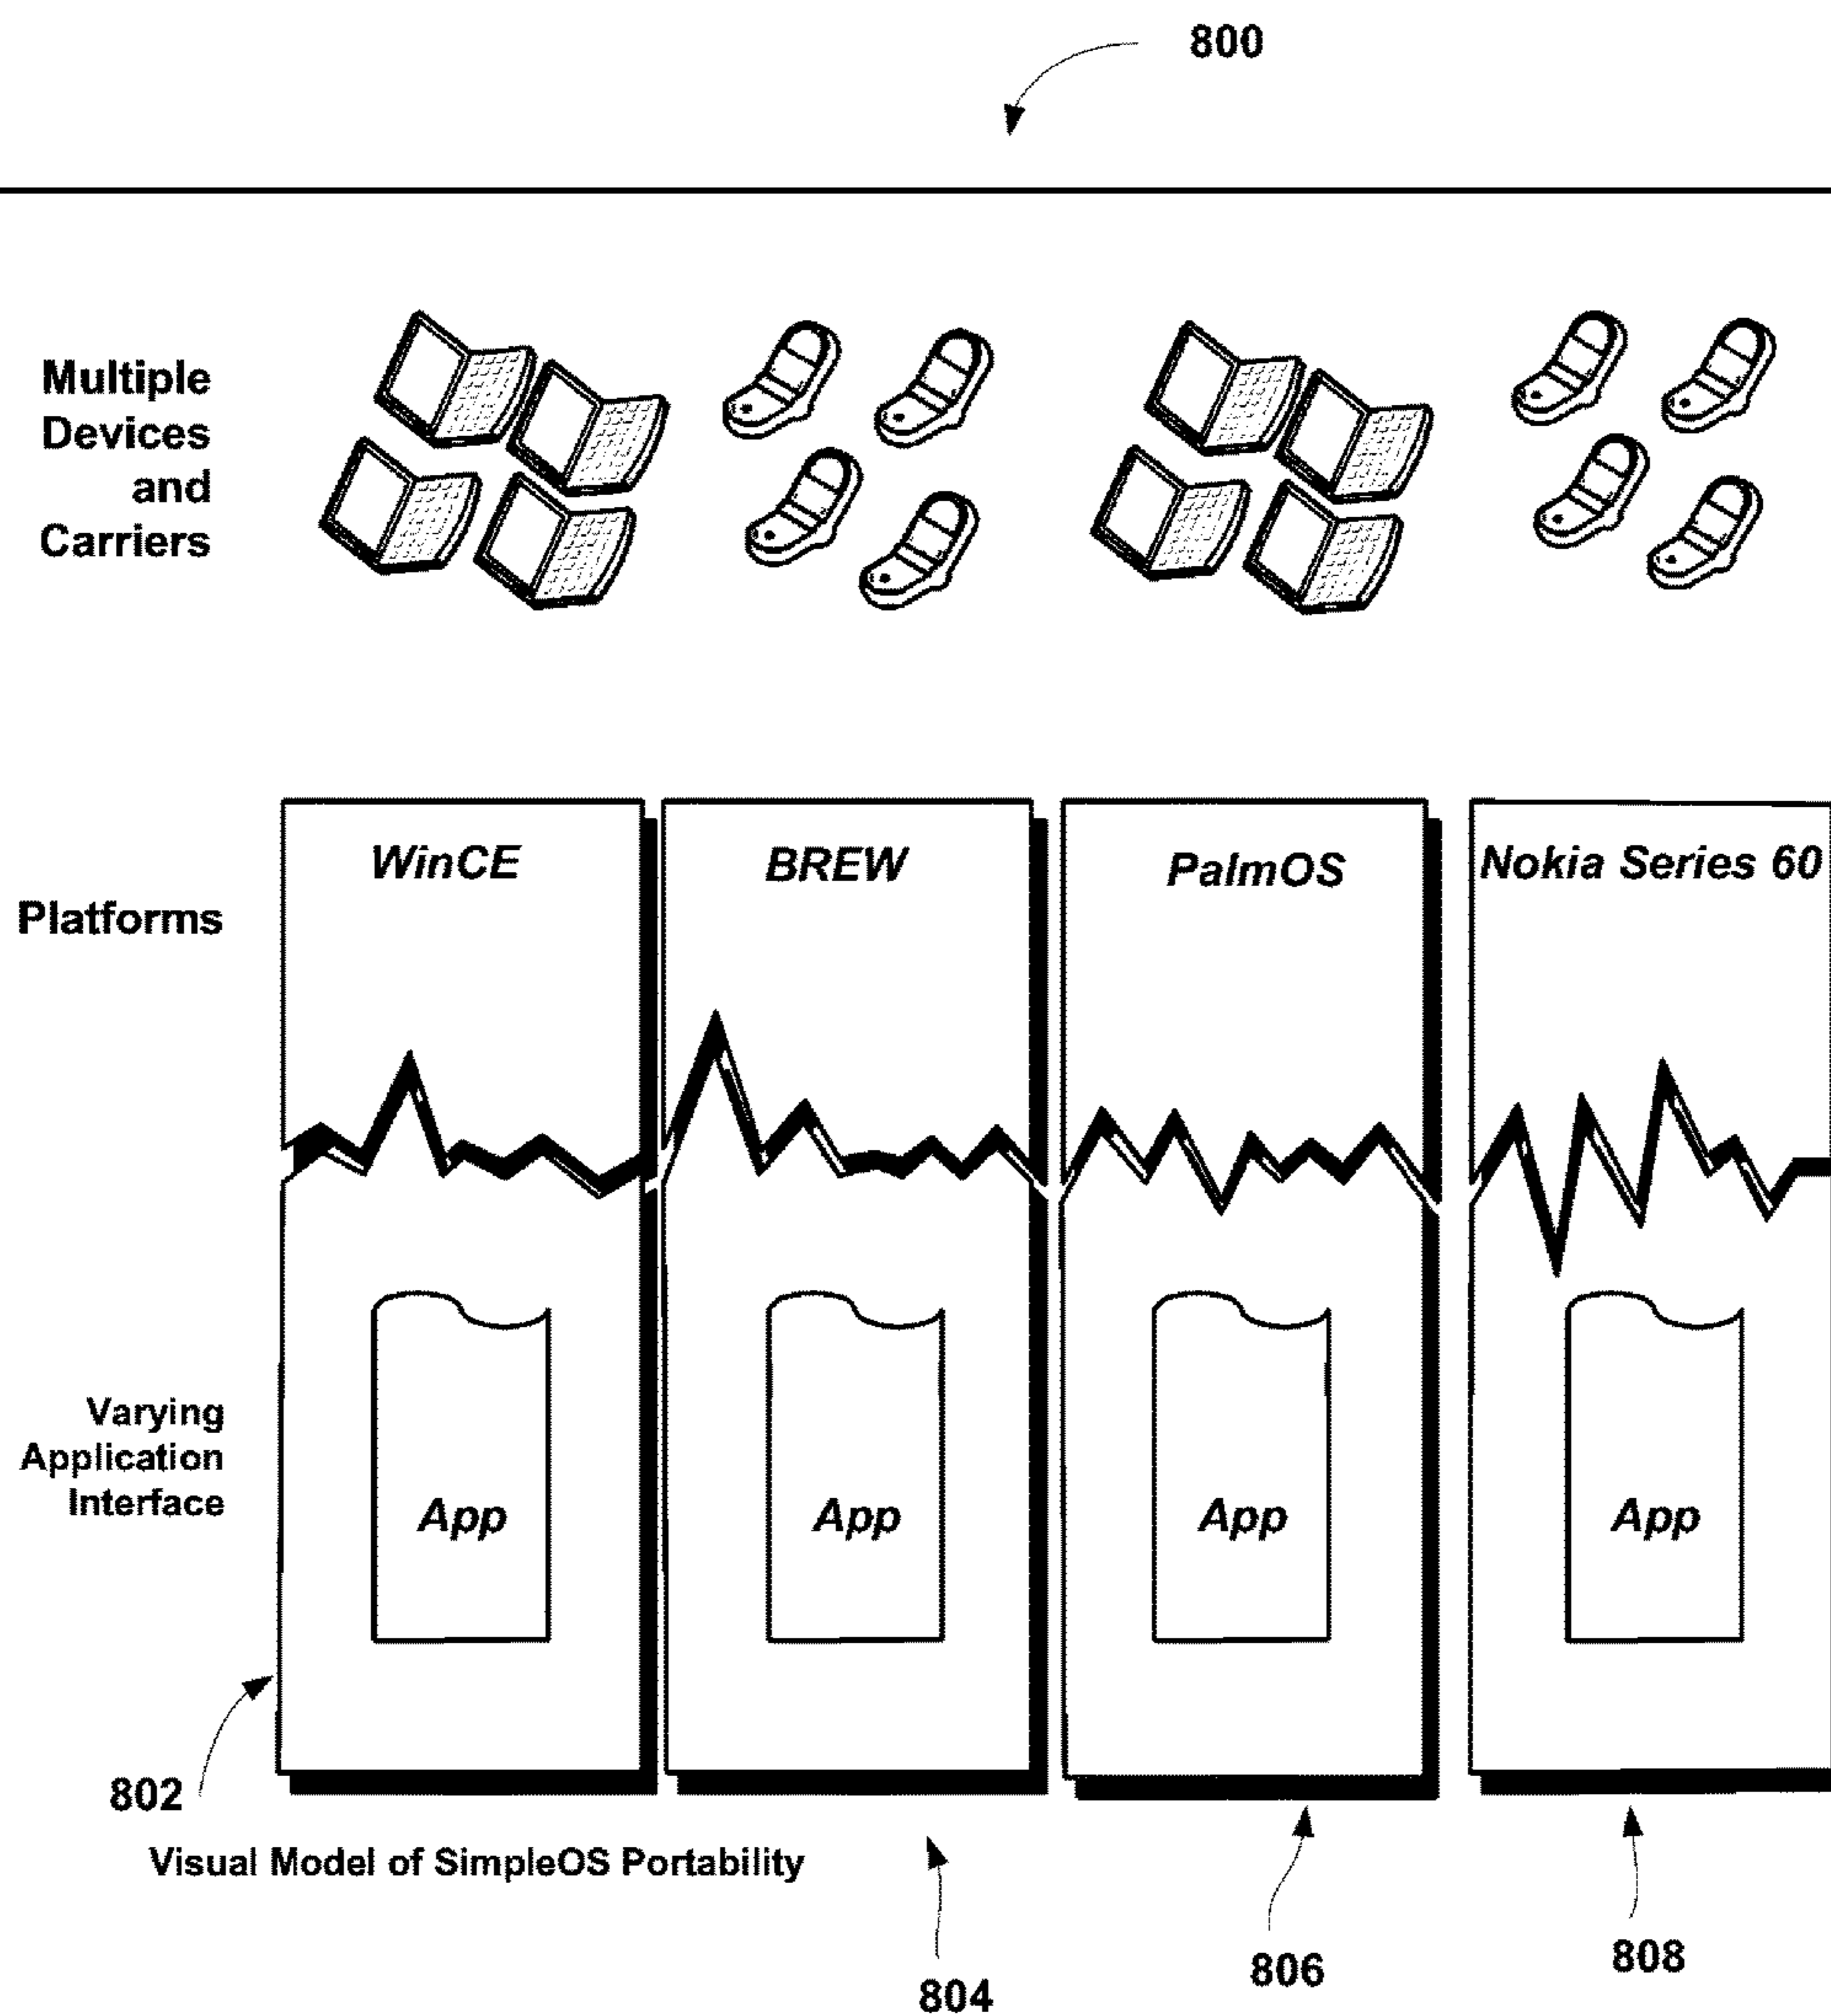 800
Multiple
Devices
and
Carriers
Platforms
WinCE
BREW
PalmOS
Nokia Series 60
Varying
Application
Interface
App
App
App
App
802
Visual Model of SimpleOS Portability
804
806
808